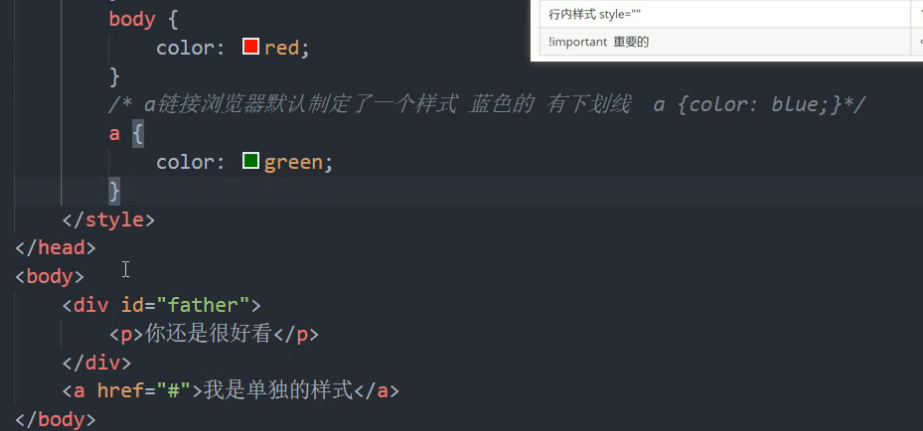 body {
color: red;
}
/* a链接浏览器默认制定了一个样式 蓝色的 有下划线 a {color: blue;}*/
a {
color: green;
}
</style>
</head>
<body>
<div id="father">
<p>你还是很好看</p>
</div>
<a href="#">我是单独的样式</a>
</body>
行内样式 style=""
!important 重要的